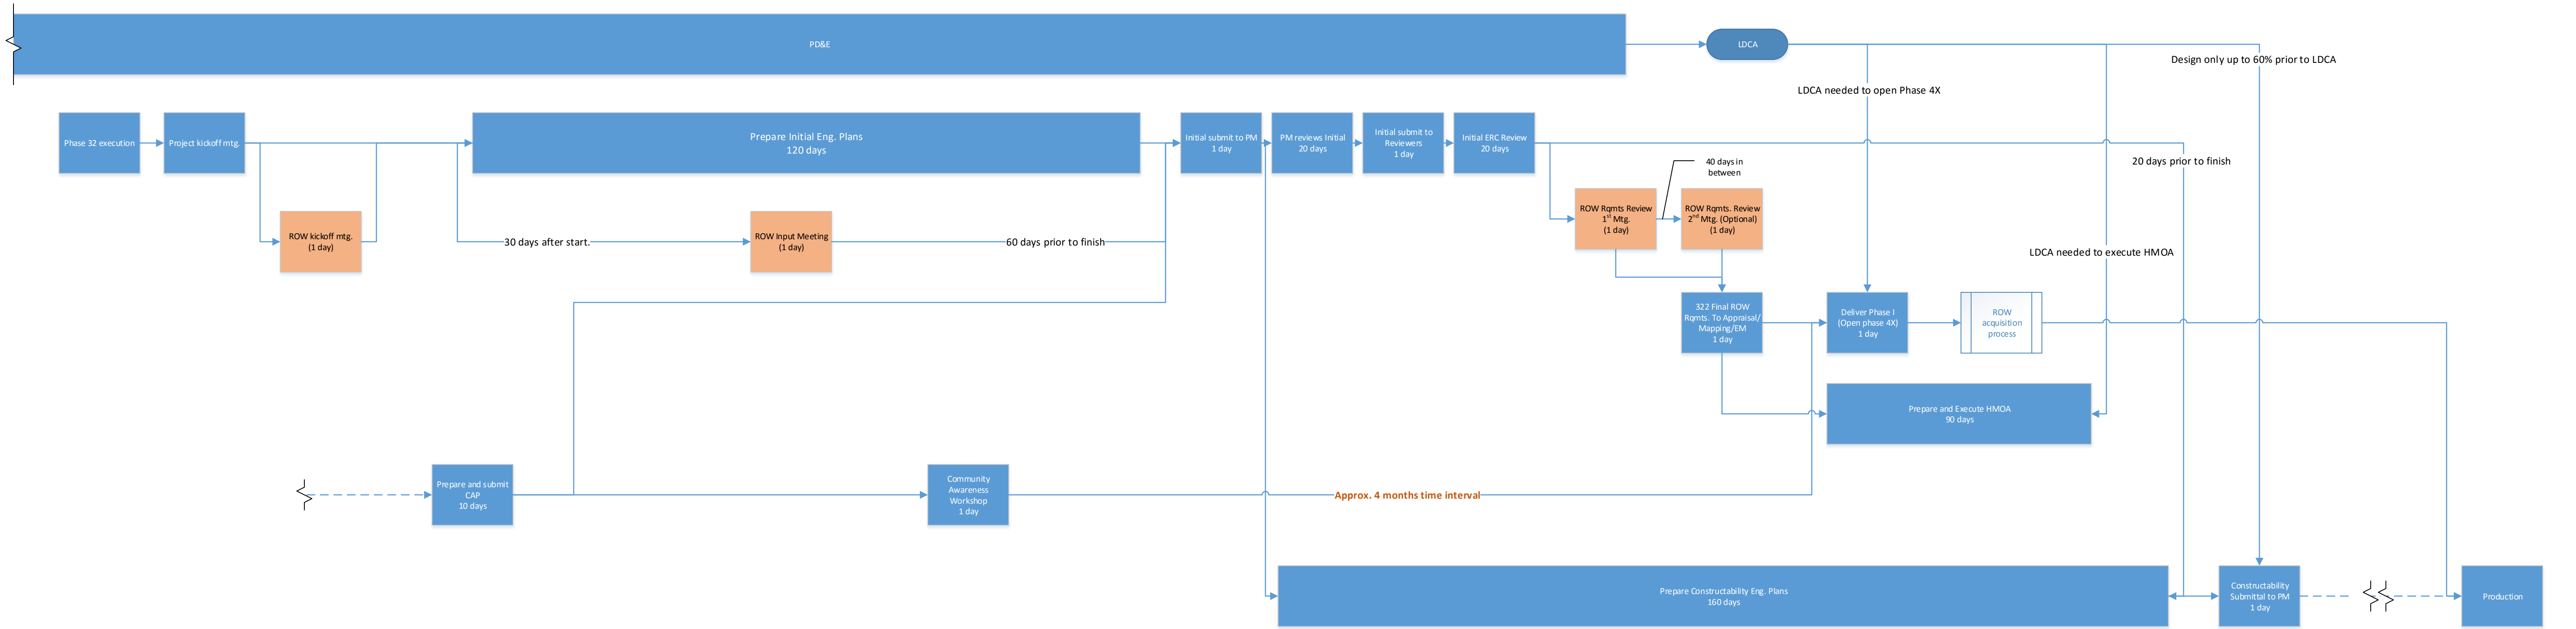 PD&E
LDCA
Design only up to 60% prior to LDCA
LDCA needed to open Phase 4X
Phase 32 execution
Project kickoff mtg.
Prepare Initial Eng. Plans
120 days
Initial submit to PM
1 day
PM reviews Initial
20 days
Initial submit to
Reviewers
1 day
Initial ERC Review
20 days
20 days prior to finish
40 days in
between
ROW kickoff mtg.
(1 day)
30 days after start.
ROW Input Meeting
(1 day)
60 days prior to finish
ROW Rqmts Review
1st Mtg.
(1 day)
ROW Rqmts. Review
2nd Mtg. (Optional)
(1 day)
LDCA needed to execute HMOA
322 Final ROW
Rqmts. To Appraisal/
Mapping/EM
1 day
Deliver Phase I
(Open phase 4X)
1 day
ROW
acquisition
process
Prepare and Execute HMOA
90 days
Prepare and submit
CAP
10 days
Community
Awareness
Workshop
1 day
Approx. 4 months time interval
Prepare Constructability Eng. Plans
160 days
Constructability
Submittal to PM
1 day
Production